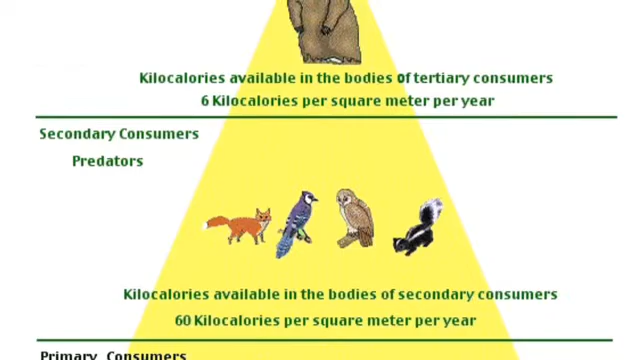 Kilocalories available in the bodies of tertiary consumers
6 Kilocalories per square meter per year
Secondary Consumers
Predators
Kilocalories available in the bodies of secondary consumers
60 Kilocalories per square meter per year
Primary Consumers